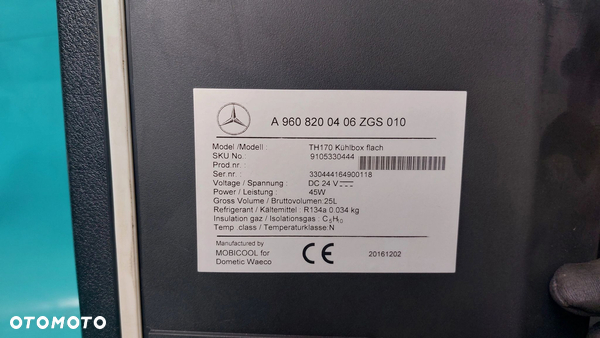 A 960 820 04 06 ZGS 010
Model /Modell : TH170 Kühlbox flach
SKU No. : 9105330444
Prod.nr. :
Ser.nr. : 330444164900118
Voltage / Spannung : DC 24 V
Power / Leistung : 45W
Gross Volume / Bruttovolumen:25L
Refrigerant / Kältemittel : R134a 0.034 kg
Insulation gaz / Isolationsgas : C5H10
Temp. class / Temperaturklasse:N
Manufactured by
MOBICOOL for
Dometic Waeco
CE
20161202
OTOMOTO